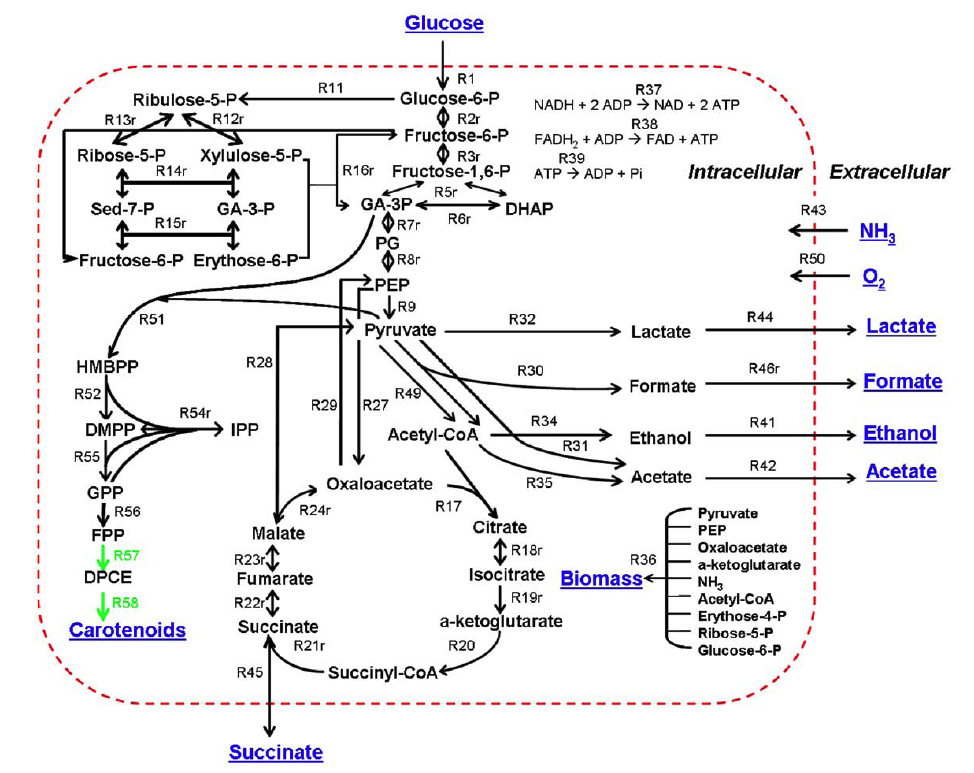 Glucose
R1
R11
R37
Ribulose-5-P
Glucose-6-P
NADH + 2 ADP → NAD + 2 ATP
R13r
R12r
R2r
R38
Fructose-6-P
FADH2 + ADP → FAD + ATP
Ribose-5-P
Xylulose-5-P
R16r
R3r
R39
R14r
Fructose-1,6-P
ATP → ADP + Pi
Intracellular
Extracellular
R5r
Sed-7-P
GA-3-P
GA-3P
R6r
DHAP
R43
R15r
R7r
NH3
PG
Fructose-6-P
Erythose-6-P
R8r
R50
PEP
O2
R51
R9
Pyruvate
R32
Lactate
R44
Lactate
R28
HMBPP
R30
Formate
R46r
Formate
R52
R49
R54r
R29
R27
DMPP
IPP
Acetyl-CoA
R34
Ethanol
R41
Ethanol
R55
R31
R42
Acetate
Acetate
R35
GPP
Oxaloacetate
R56
R24r
R17
FPP
Malate
Citrate
R57
R23r
R18r
DPCE
Fumarate
Isocitrate
R58
R22r
R19r
Carotenoids
Succinate
a-ketoglutarate
R21r
R20
R45
Succinyl-CoA
Succinate
Biomass
R36
Pyruvate
PEP
Oxaloacetate
a-ketoglutarate
NH3
Acetyl-CoA
Erythose-4-P
Ribose-5-P
Glucose-6-P